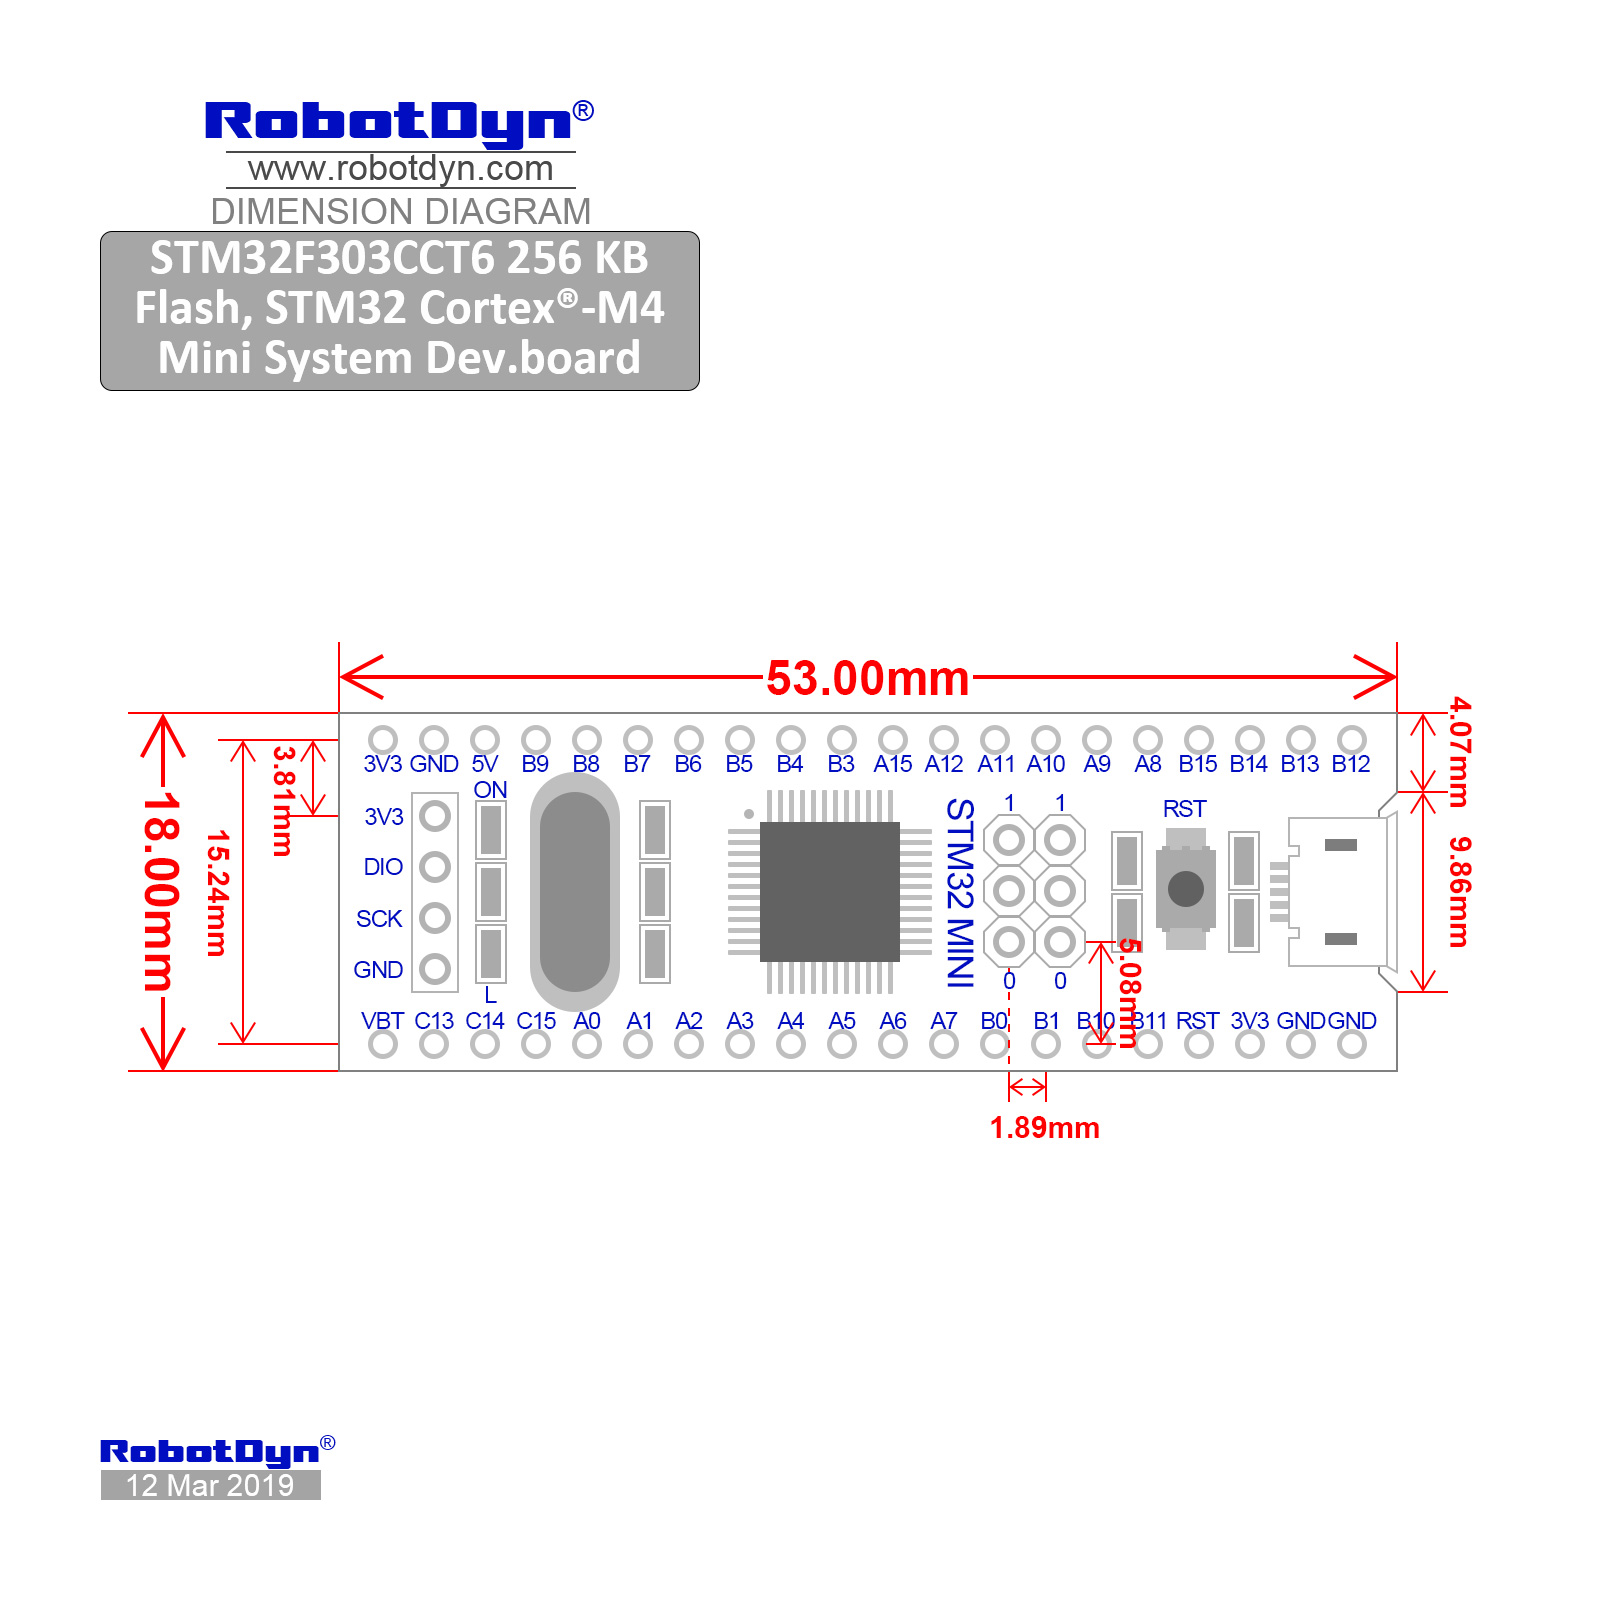 RobotDyn®
www.robotdyn.com
DIMENSION DIAGRAM
STM32F303CCT6 256 KB
Flash, STM32 Cortex®-M4
Mini System Dev.board
53.00mm
18.00mm
15.24mm
3.81mm
4.07mm
9.86mm
3V3 GND 5V B9 B8 B7 B6 B5 B4 B3 A15 A12 A11 A10 A9 A8 B15 B14 B13 B12
ON
3V3
DIO
SCK
GND
L
STM32 MINI
1 1
0 0
RST
5.08mm
VBT C13 C14 C15 A0 A1 A2 A3 A4 A5 A6 A7 B0 B1 B10 B11 RST 3V3 GND GND
1.89mm
RobotDyn®
12 Mar 2019